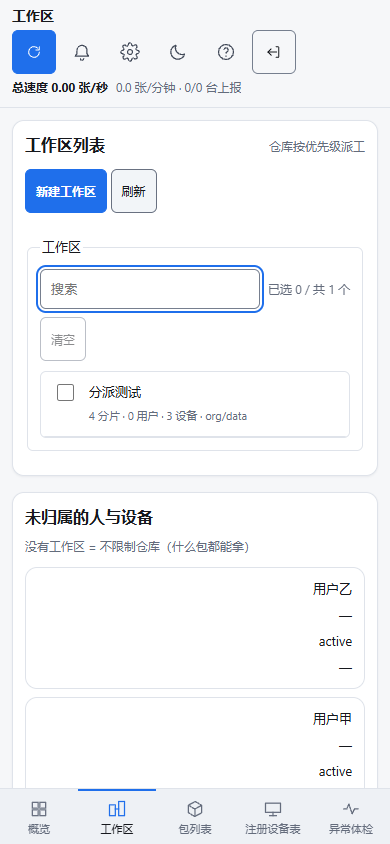 工作区
总速度 0.00 张/秒 0.0 张/分钟 · 0/0 台上报
工作区列表
仓库按优先级派工
新建工作区
刷新
工作区
搜索
已选 0 / 共 1 个
清空
分派测试
4 分片 · 0 用户 · 3 设备 · org/data
未归属的人与设备
没有工作区 = 不限制仓库（什么包都能拿）
用户乙
—
active
—
用户甲
—
active
概览
工作区
包列表
注册设备表
异常体检